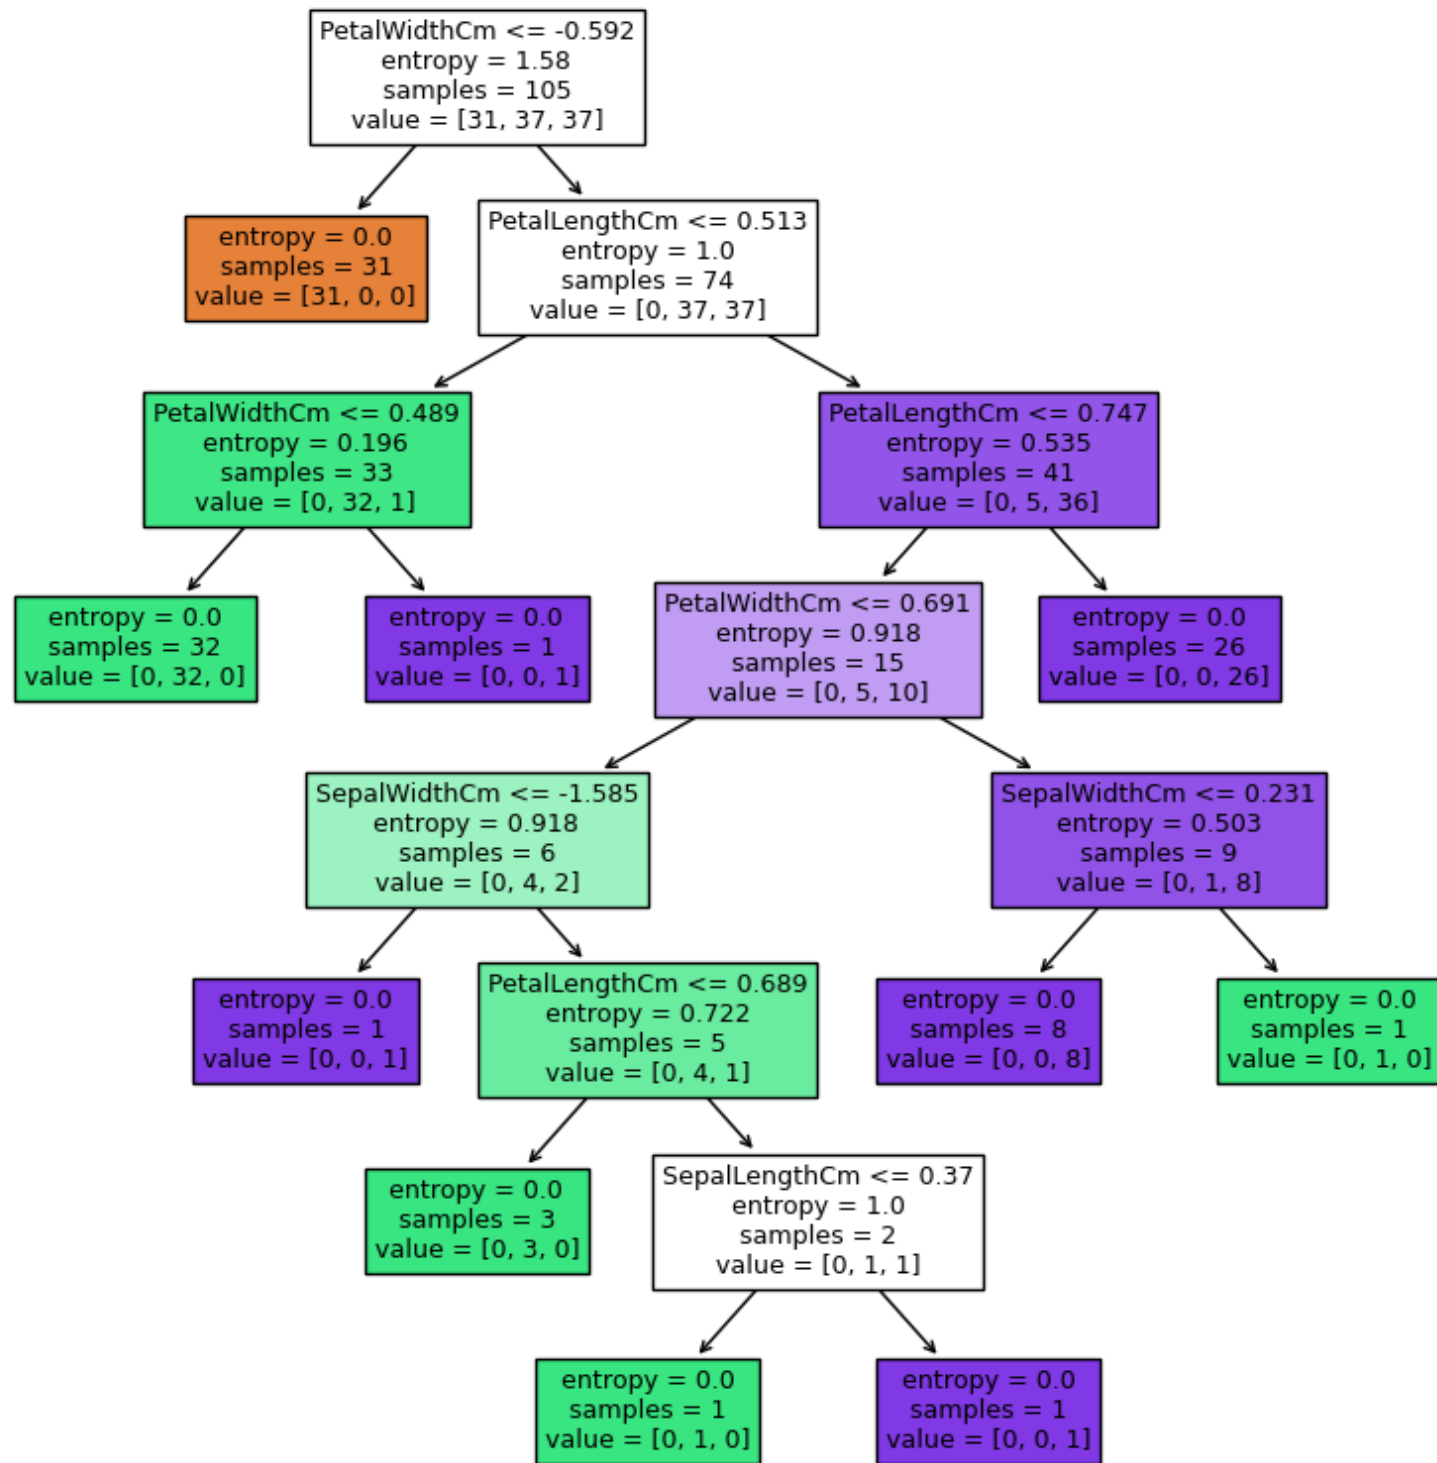 PetalWidthCm <= -0.592
entropy = 1.58
samples = 105
value = [31, 37, 37]
entropy = 0.0
samples = 31
value = [31, 0, 0]
PetalLengthCm <= 0.513
entropy = 1.0
samples = 74
value = [0, 37, 37]
PetalWidthCm <= 0.489
entropy = 0.196
samples = 33
value = [0, 32, 1]
PetalLengthCm <= 0.747
entropy = 0.535
samples = 41
value = [0, 5, 36]
entropy = 0.0
samples = 32
value = [0, 32, 0]
entropy = 0.0
samples = 1
value = [0, 0, 1]
PetalWidthCm <= 0.691
entropy = 0.918
samples = 15
value = [0, 5, 10]
entropy = 0.0
samples = 26
value = [0, 0, 26]
SepalWidthCm <= -1.585
entropy = 0.918
samples = 6
value = [0, 4, 2]
SepalWidthCm <= 0.231
entropy = 0.503
samples = 9
value = [0, 1, 8]
entropy = 0.0
samples = 1
value = [0, 0, 1]
PetalLengthCm <= 0.689
entropy = 0.722
samples = 5
value = [0, 4, 1]
entropy = 0.0
samples = 8
value = [0, 0, 8]
entropy = 0.0
samples = 1
value = [0, 1, 0]
entropy = 0.0
samples = 3
value = [0, 3, 0]
SepalLengthCm <= 0.37
entropy = 1.0
samples = 2
value = [0, 1, 1]
entropy = 0.0
samples = 1
value = [0, 1, 0]
entropy = 0.0
samples = 1
value = [0, 0, 1]